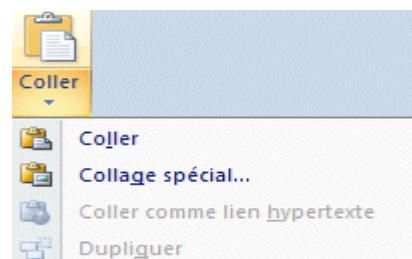 Coller
Coller
Collage spécial...
Coller comme lien hypertexte
Dupliquer